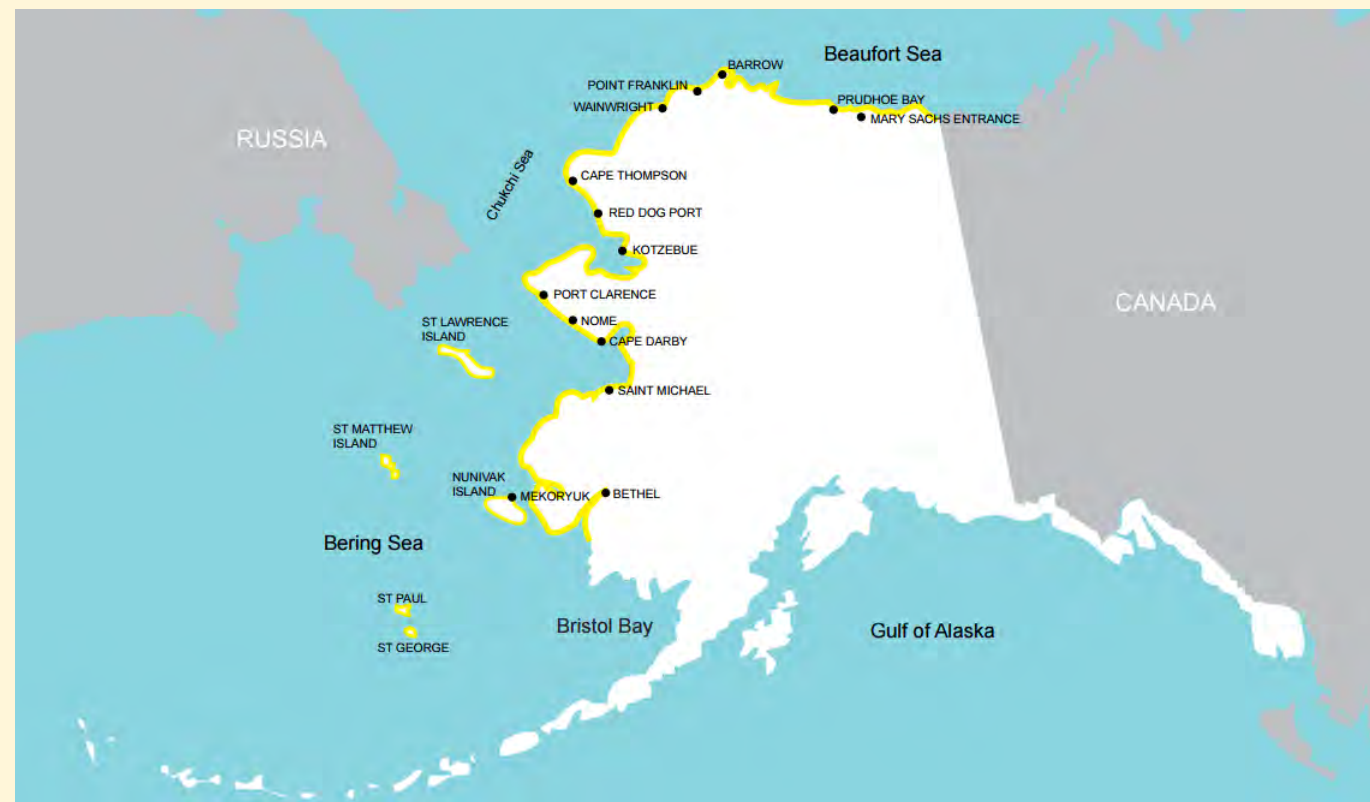 Beaufort Sea
BARROW
POINT FRANKLIN
WAINWRIGHT
PRUDHOE BAY
MARY SACHS ENTRANCE
RUSSIA
Chukchi Sea
CAPE THOMPSON
RED DOG PORT
KOTZEBUE
PORT CLARENCE
CANADA
ST LAWRENCE
ISLAND
NOME
CAPE DARBY
SAINT MICHAEL
ST MATTHEW
ISLAND
NUNIVAK
ISLAND
MEKORYUK
BETHEL
Bering Sea
ST PAUL
ST GEORGE
Bristol Bay
Gulf of Alaska